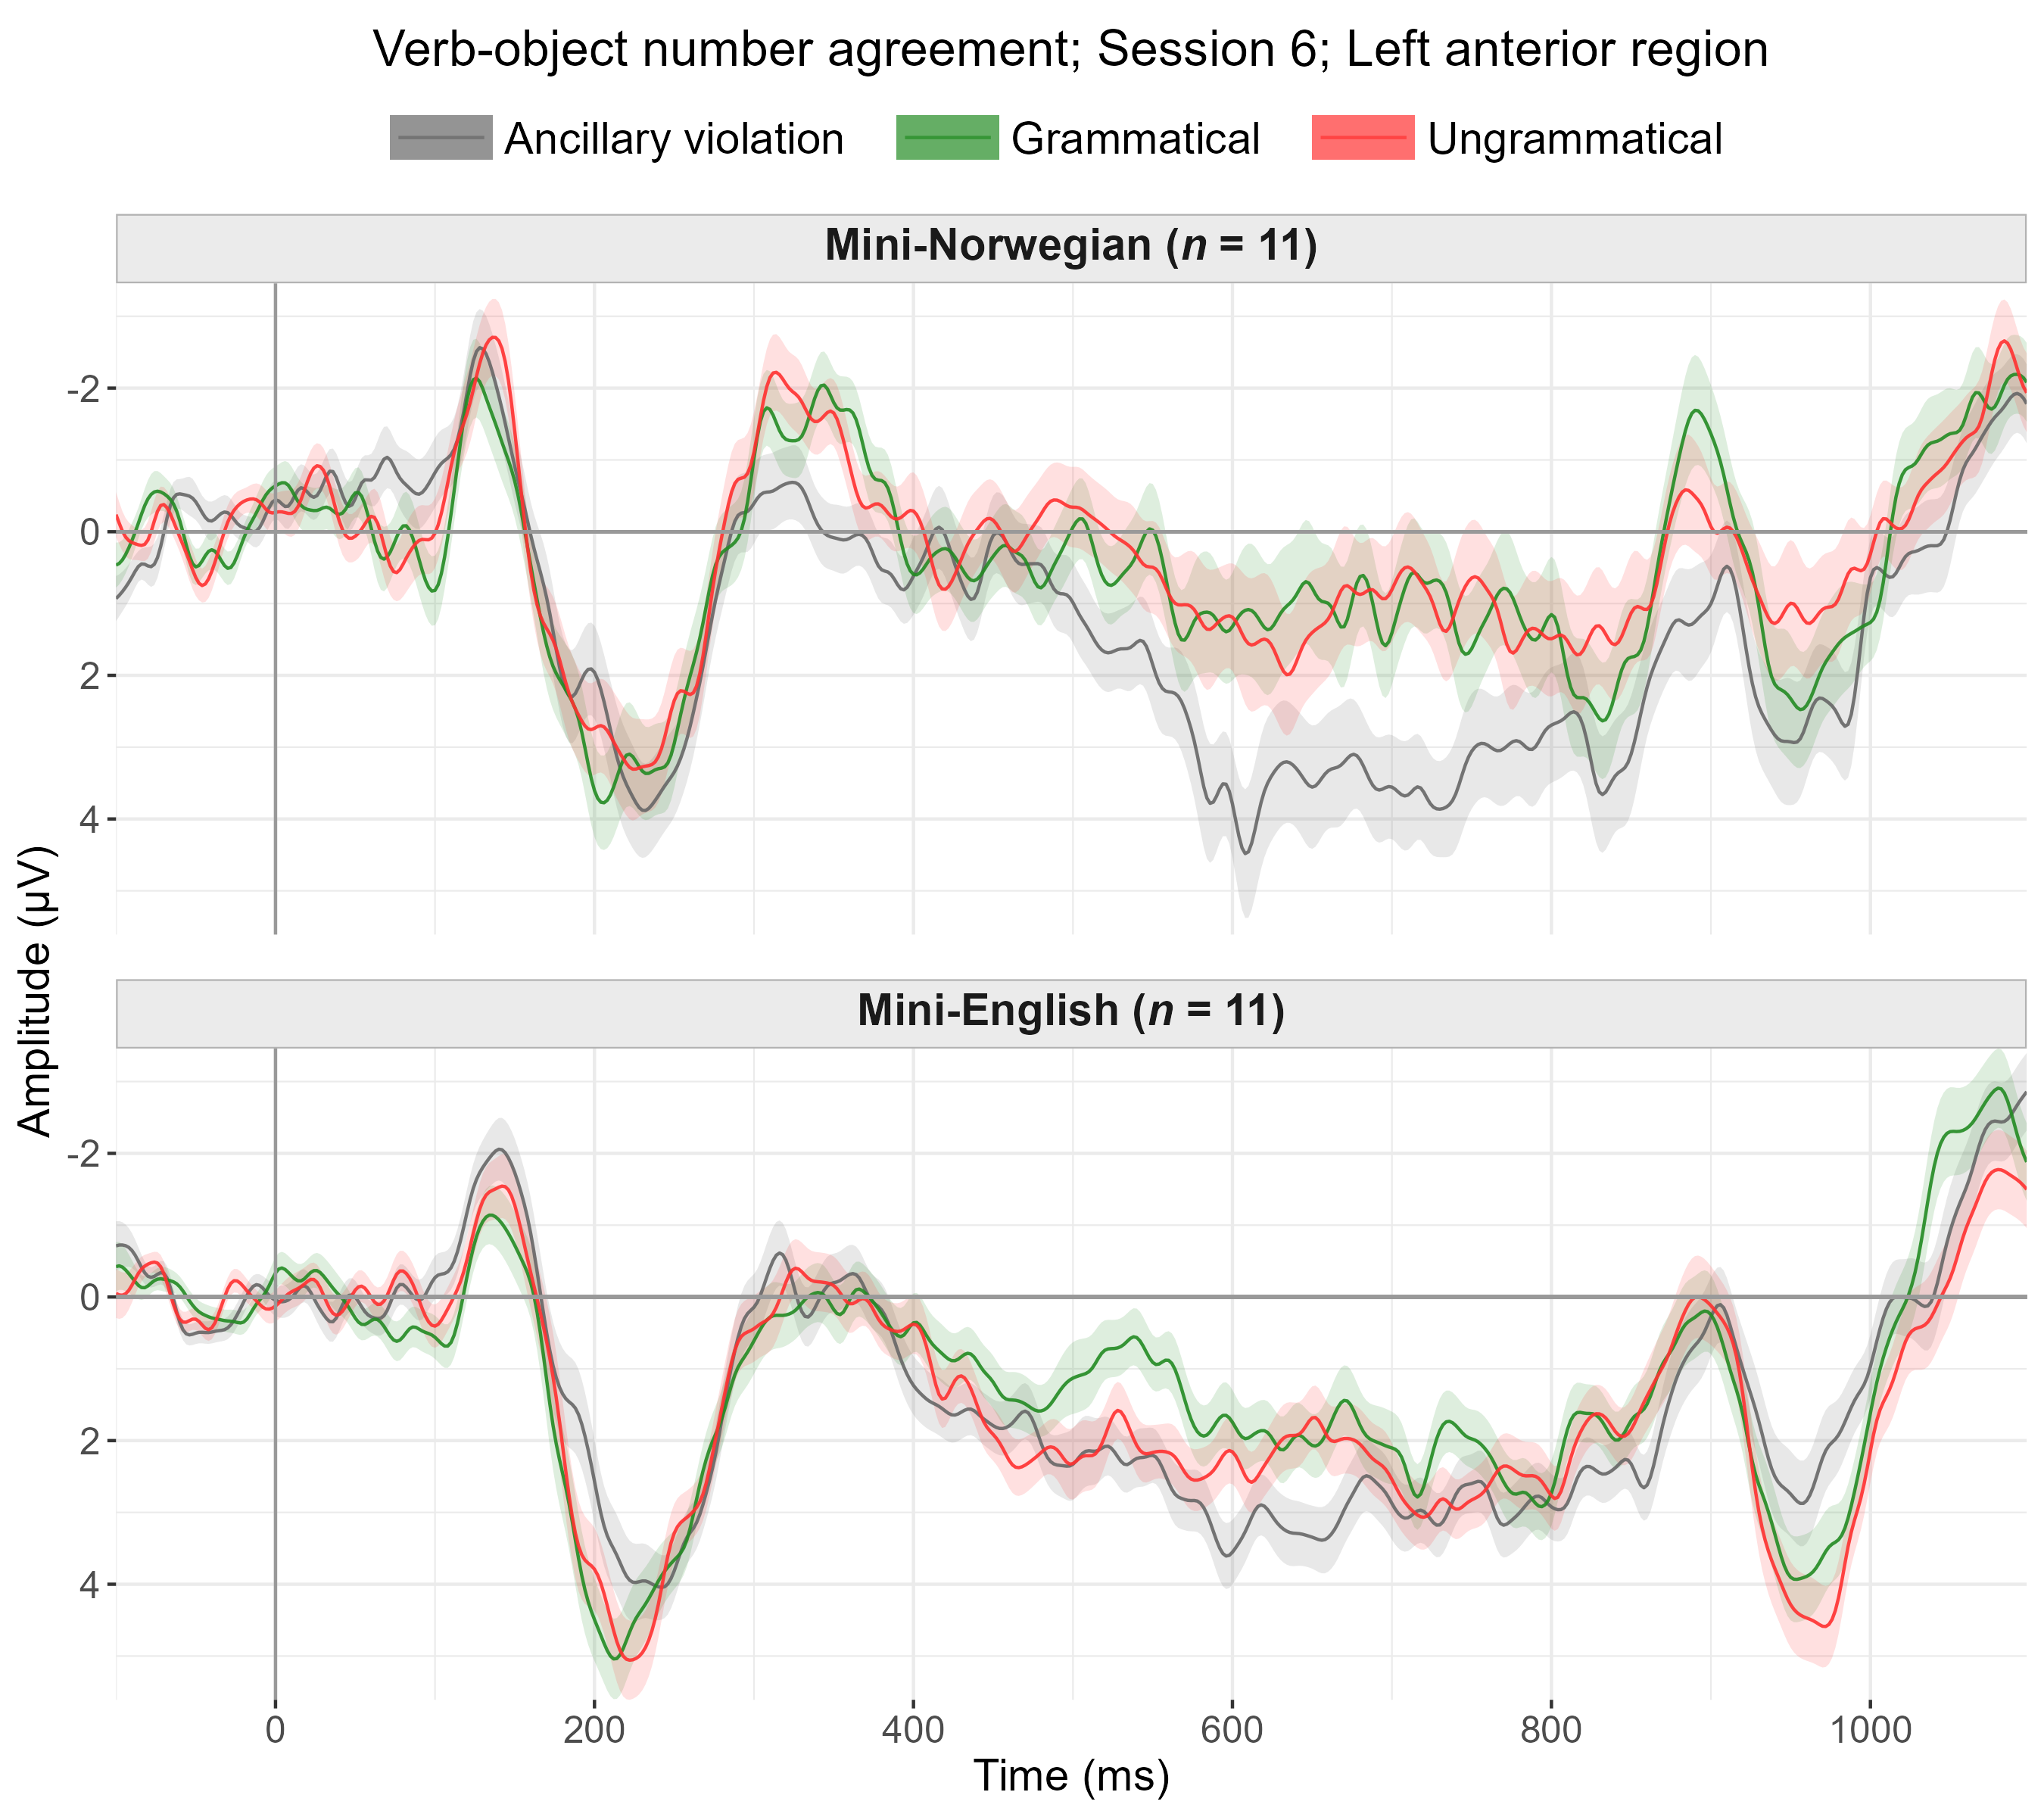 Verb-object number agreement; Session 6; Left anterior region
Ancillary violation Grammatical Ungrammatical
Mini-Norwegian (n = 11)
-2
0
2
4
Amplitude (µV)
Mini-English (n = 11)
-2
0
2
4
0 200 400 600 800 1000
Time (ms)